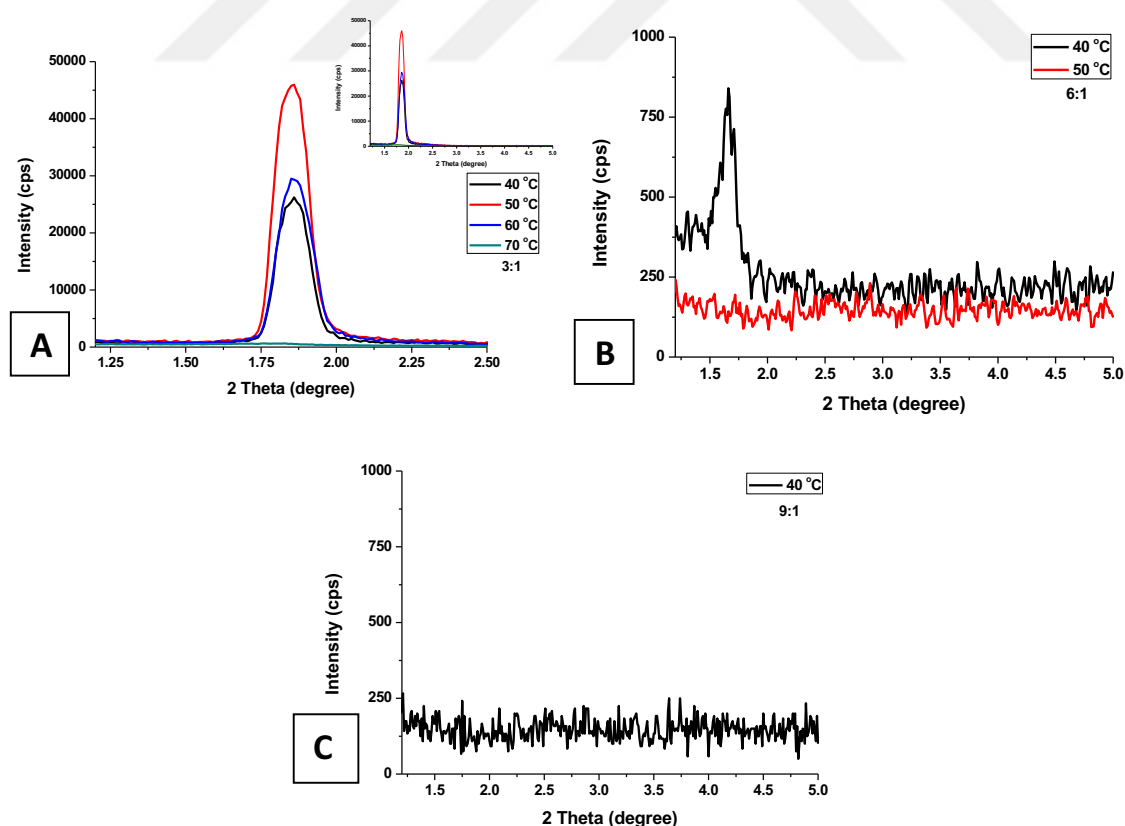 50000
40000
30000
20000
10000
0
Intensity (cps)
1.25 1.50 1.75 2.00 2.25 2.50
2 Theta (degree)
A
50000
40000
30000
20000
10000
0
Intensity (cps)
1.5 2.0 2.5 3.0 3.5 4.0 4.5 5.0
2 Theta (degree)
40 °C
50 °C
60 °C
70 °C
3:1
1000
750
500
250
0
Intensity (cps)
1.5 2.0 2.5 3.0 3.5 4.0 4.5 5.0
2 Theta (degree)
40 °C
50 °C
6:1
B
1000
750
500
250
0
Intensity (cps)
1.5 2.0 2.5 3.0 3.5 4.0 4.5 5.0
2 Theta (degree)
40 °C
9:1
C